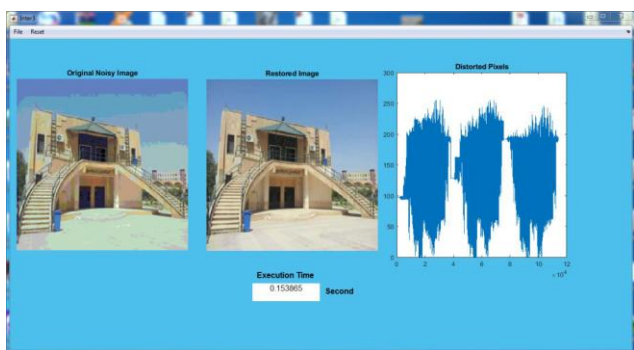 Inter3
File Reset
Original Noisy Image
Restored Image
Distorted Pixels
300
250
200
150
100
50
0
0 2 4 6 8 10 12
×10⁴
Execution Time
0.153865 Second